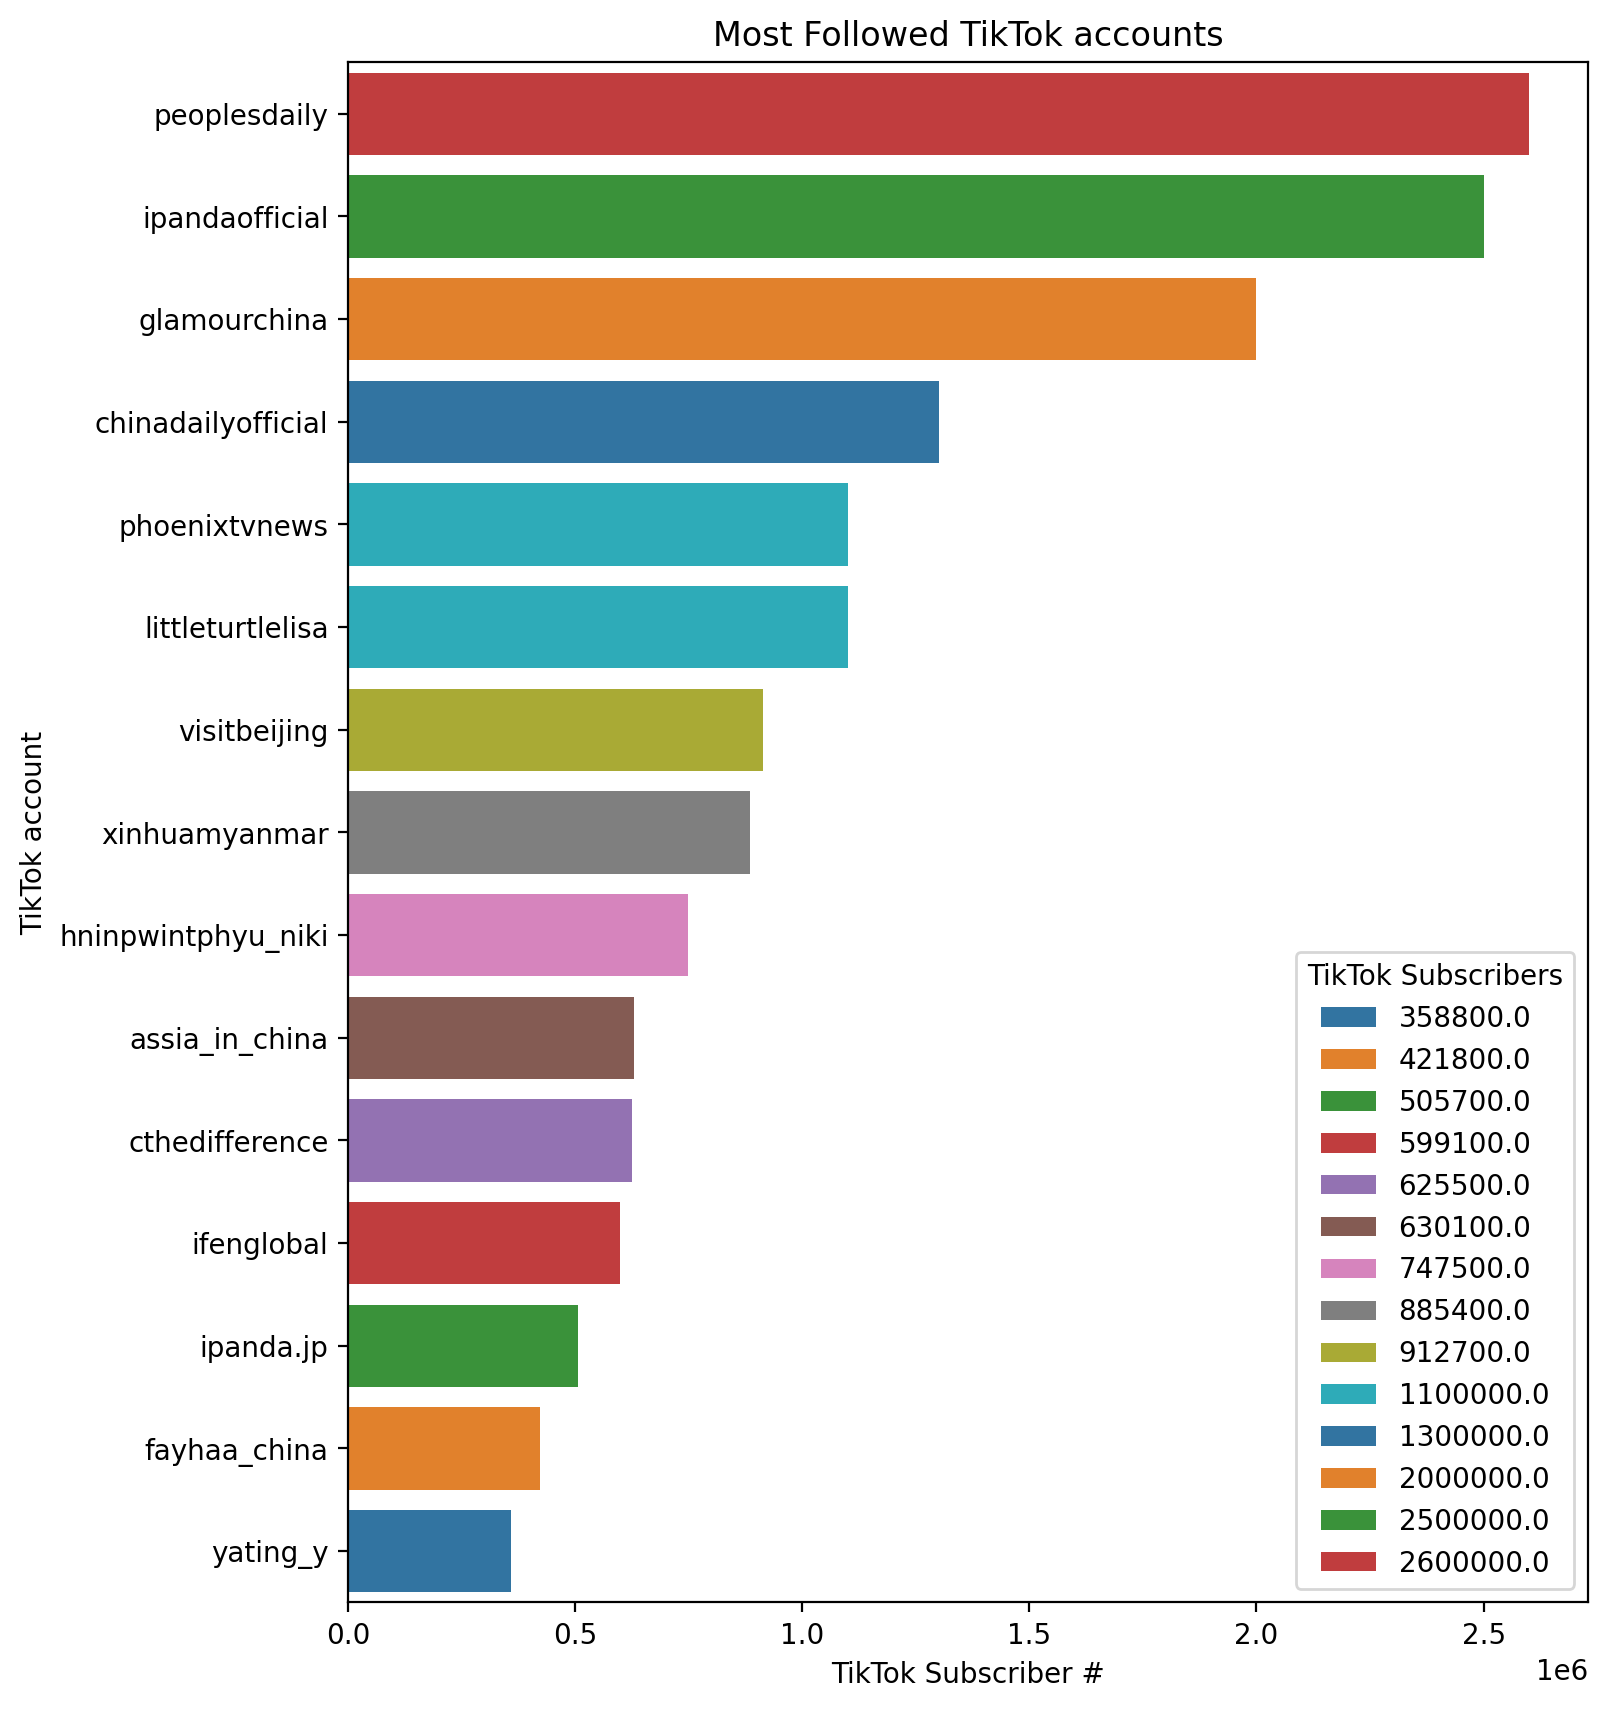 Most Followed TikTok accounts
TikTok account
peoplesdaily
ipandaofficial
glamourchina
chinadailyofficial
phoenixtvnews
littleturtlelisa
visitbeijing
xinhuamyanmar
hninpwintphyu_niki
assia_in_china
cthedifference
ifenglobal
ipanda.jp
fayhaa_china
yating_y
TikTok Subscribers
358800.0
421800.0
505700.0
599100.0
625500.0
630100.0
747500.0
885400.0
912700.0
1100000.0
1300000.0
2000000.0
2500000.0
2600000.0
0.0 0.5 1.0 1.5 2.0 2.5
1e6
TikTok Subscriber #